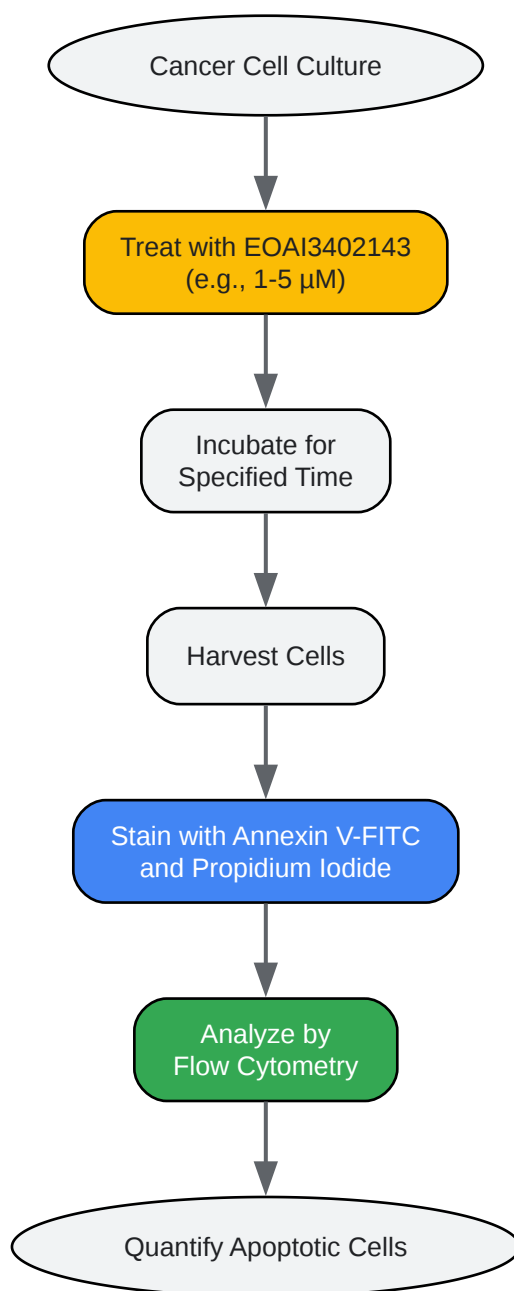 Cancer Cell Culture
Treat with EOAI3402143
(e.g., 1-5 µM)
Incubate for
Specified Time
Harvest Cells
Stain with Annexin V-FITC
and Propidium Iodide
Analyze by
Flow Cytometry
Quantify Apoptotic Cells